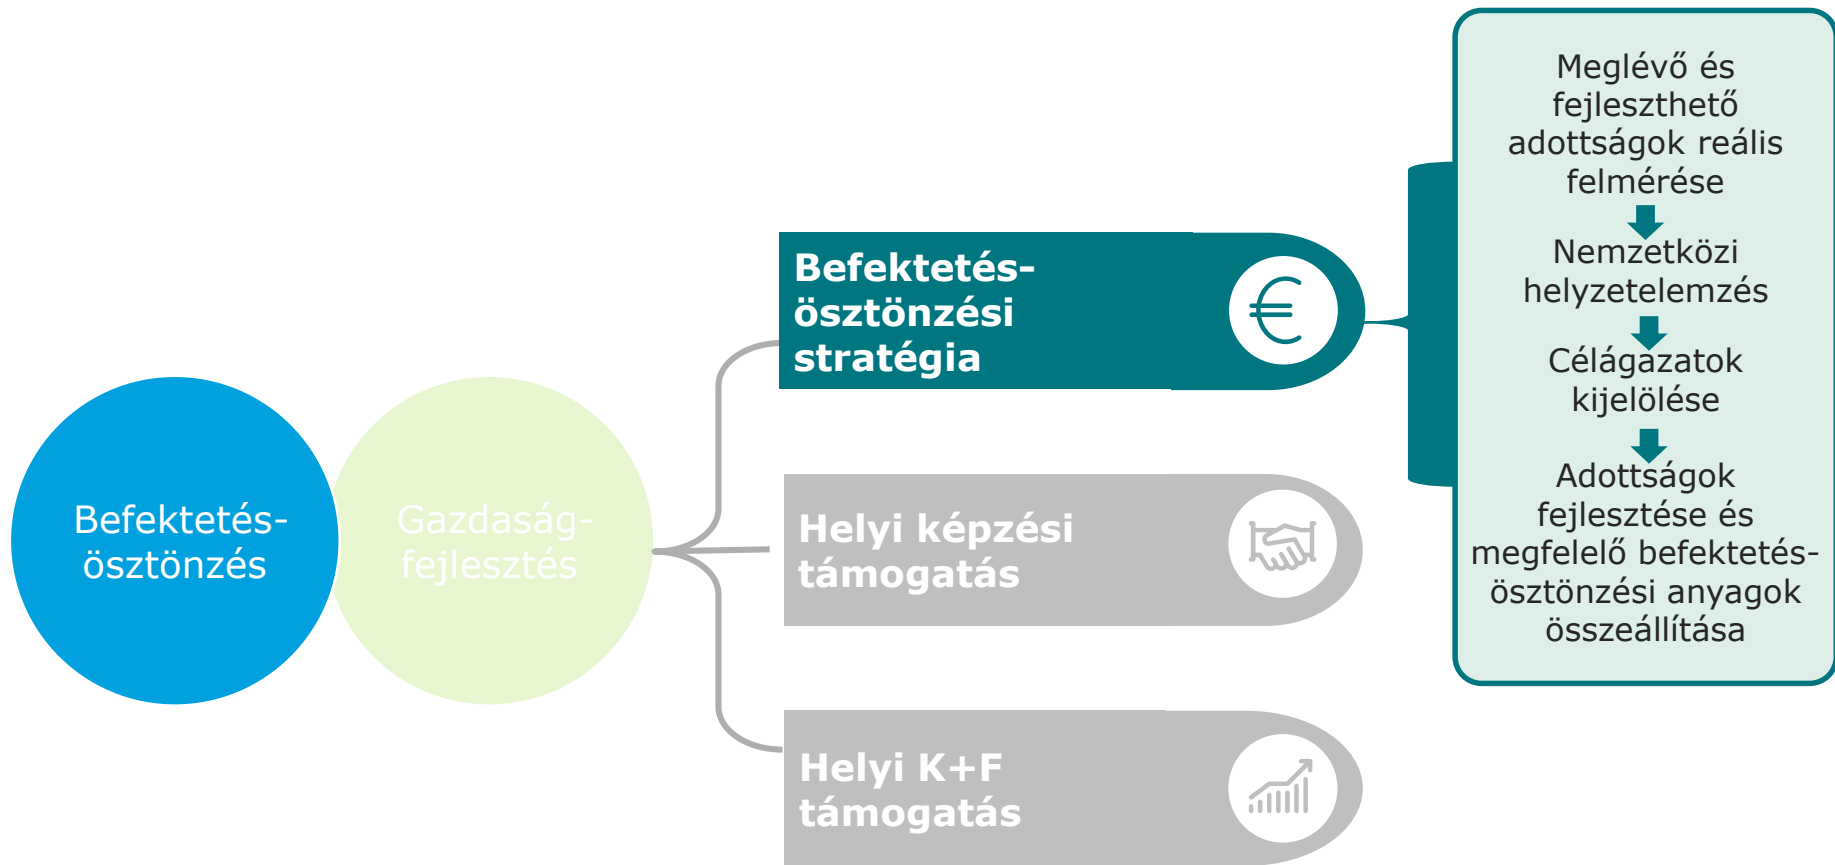 Befektetés-
ösztönzés
Gazdaság-
fejlesztés
Befektetés-
ösztönzési
stratégia
Helyi képzési
támogatás
Helyi K+F
támogatás
Meglévő és
fejleszthető
adottságok reális
felmérése
Nemzetközi
helyzetelemzés
Célágazatok
kijelölése
Adottságok
fejlesztése és
megfelelő befektetés-
ösztönzési anyagok
összeállítása